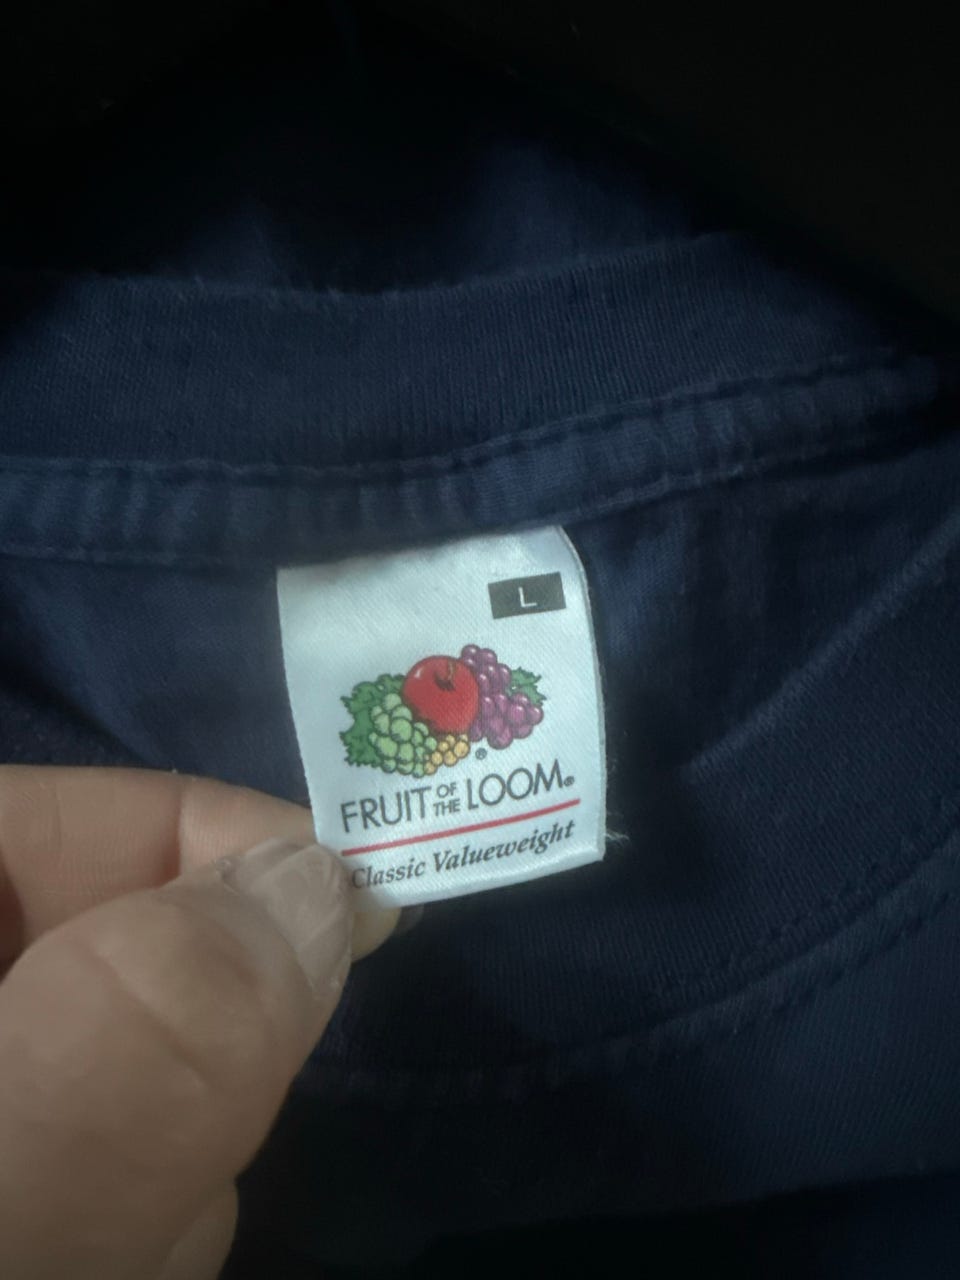 L
®
FRUIT OF THE LOOM®
Classic Valueweight